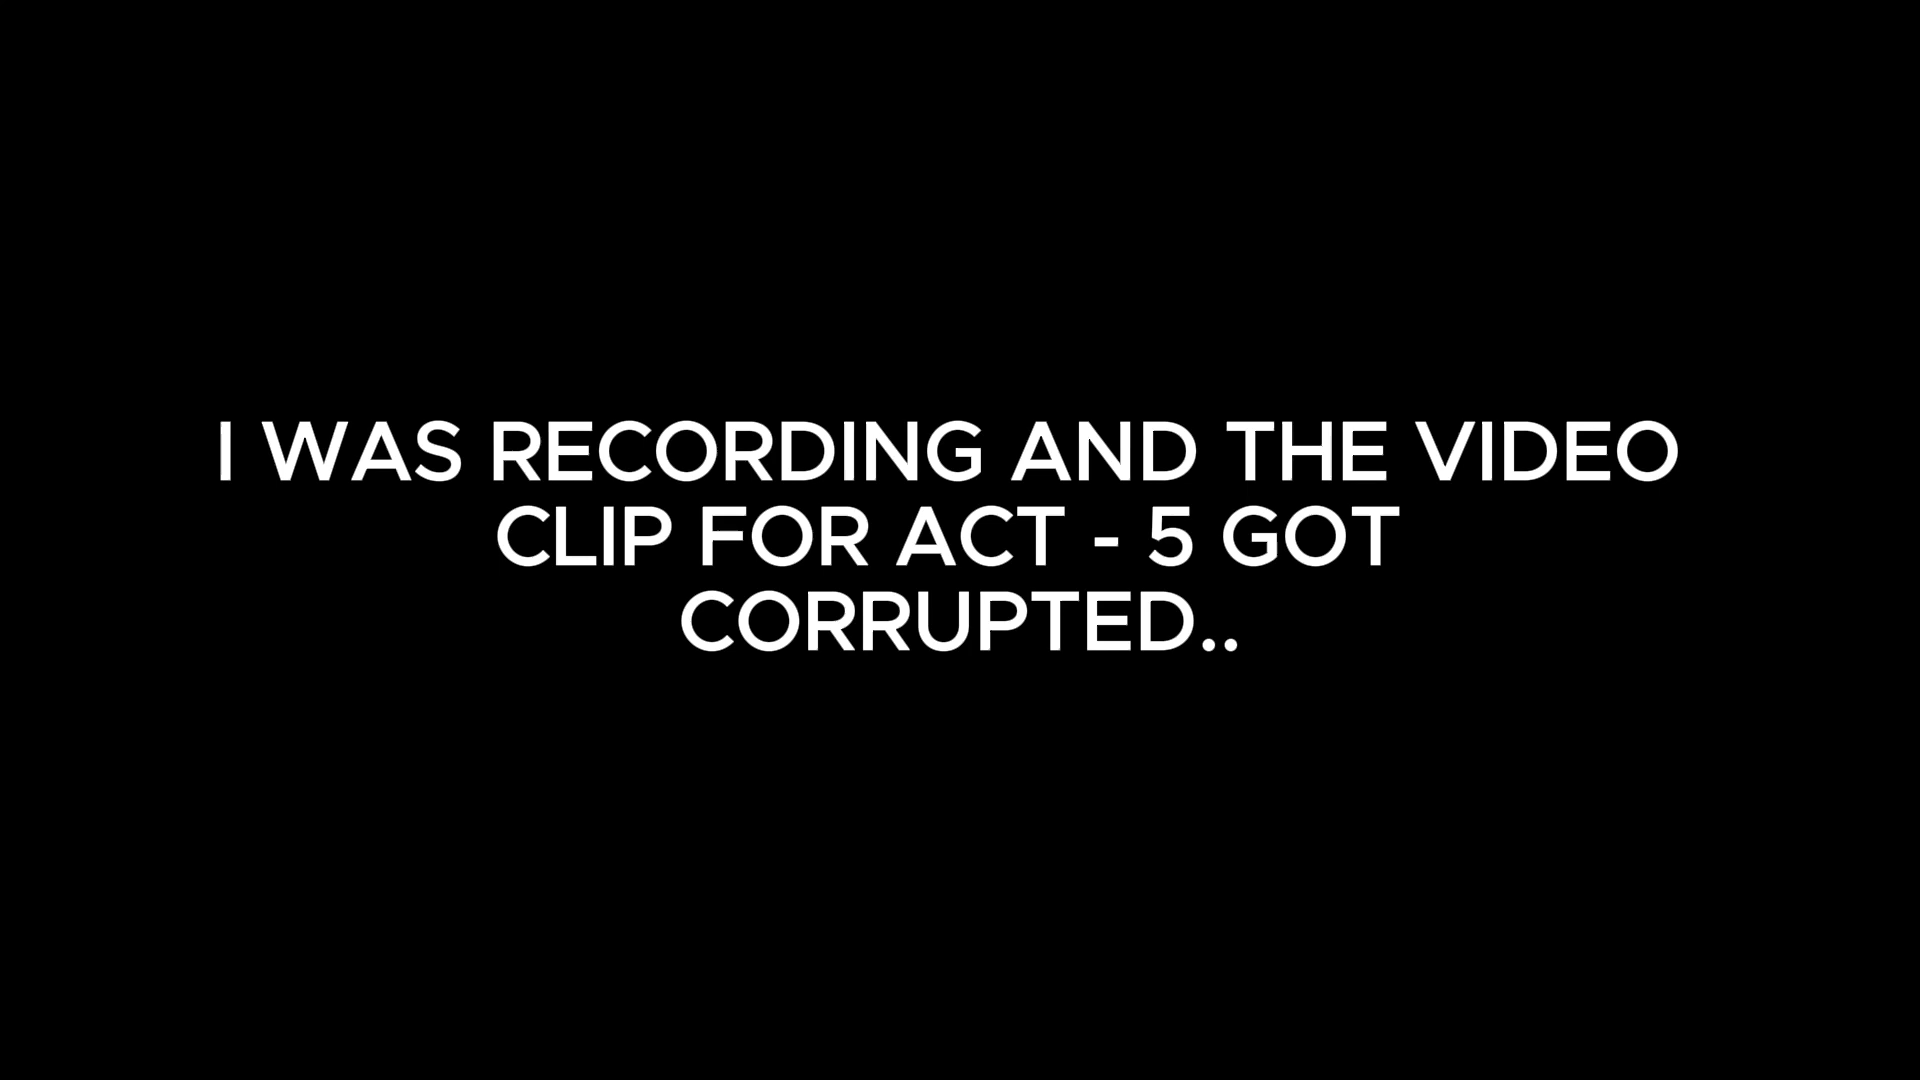 I WAS RECORDING AND THE VIDEO
CLIP FOR ACT - 5 GOT
CORRUPTED..